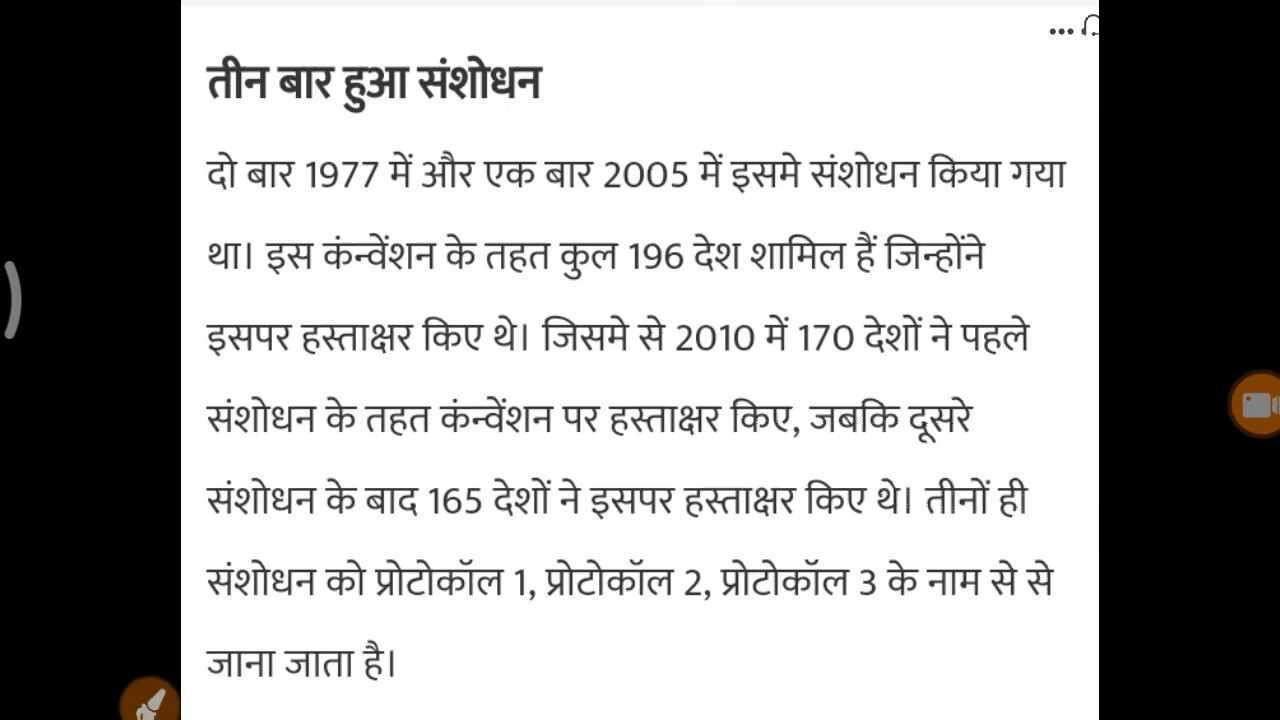 तीन बार हुआ संशोधन
दो बार 1977 में और एक बार 2005 में इसमे संशोधन किया गया
था। इस कंन्वेंशन के तहत कुल 196 देश शामिल हैं जिन्होंने
इसपर हस्ताक्षर किए थे। जिसमे से 2010 में 170 देशों ने पहले
संशोधन के तहत कंन्वेंशन पर हस्ताक्षर किए, जबकि दूसरे
संशोधन के बाद 165 देशों ने इसपर हस्ताक्षर किए थे। तीनों ही
संशोधन को प्रोटोकॉल 1, प्रोटोकॉल 2, प्रोटोकॉल 3 के नाम से से
जाना जाता है।